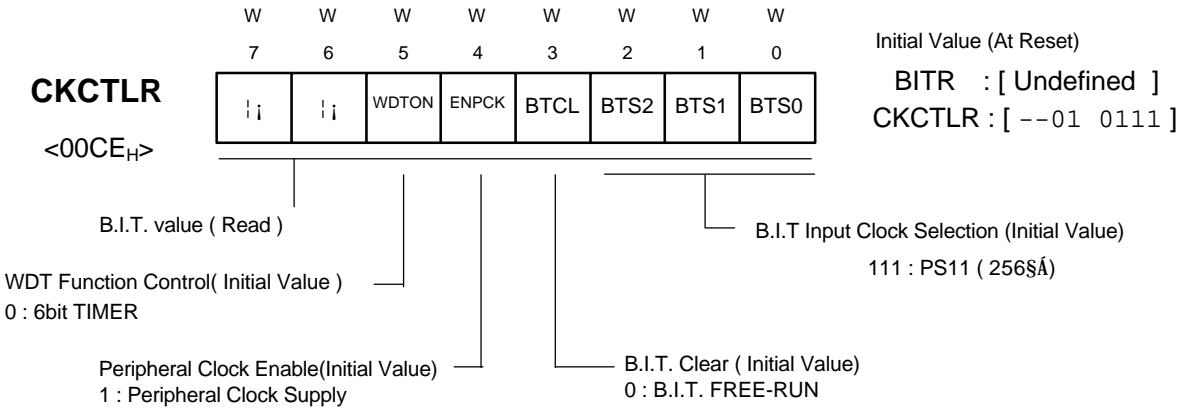 W W W W W W W W
7 6 5 4 3 2 1 0
Initial Value (At Reset)
BITR : [ Undefined ]
CKCTLR
¦¡ ¦¡ WDTON ENPCK BTCL BTS2 BTS1 BTS0
CKCTLR : [ --01 0111 ]
<00CEH>
B.I.T. value ( Read )
B.I.T Input Clock Selection (Initial Value)
111 : PS11 ( 256§Á)
WDT Function Control( Initial Value )
0 : 6bit TIMER
Peripheral Clock Enable(Initial Value)
1 : Peripheral Clock Supply
B.I.T. Clear ( Initial Value)
0 : B.I.T. FREE-RUN